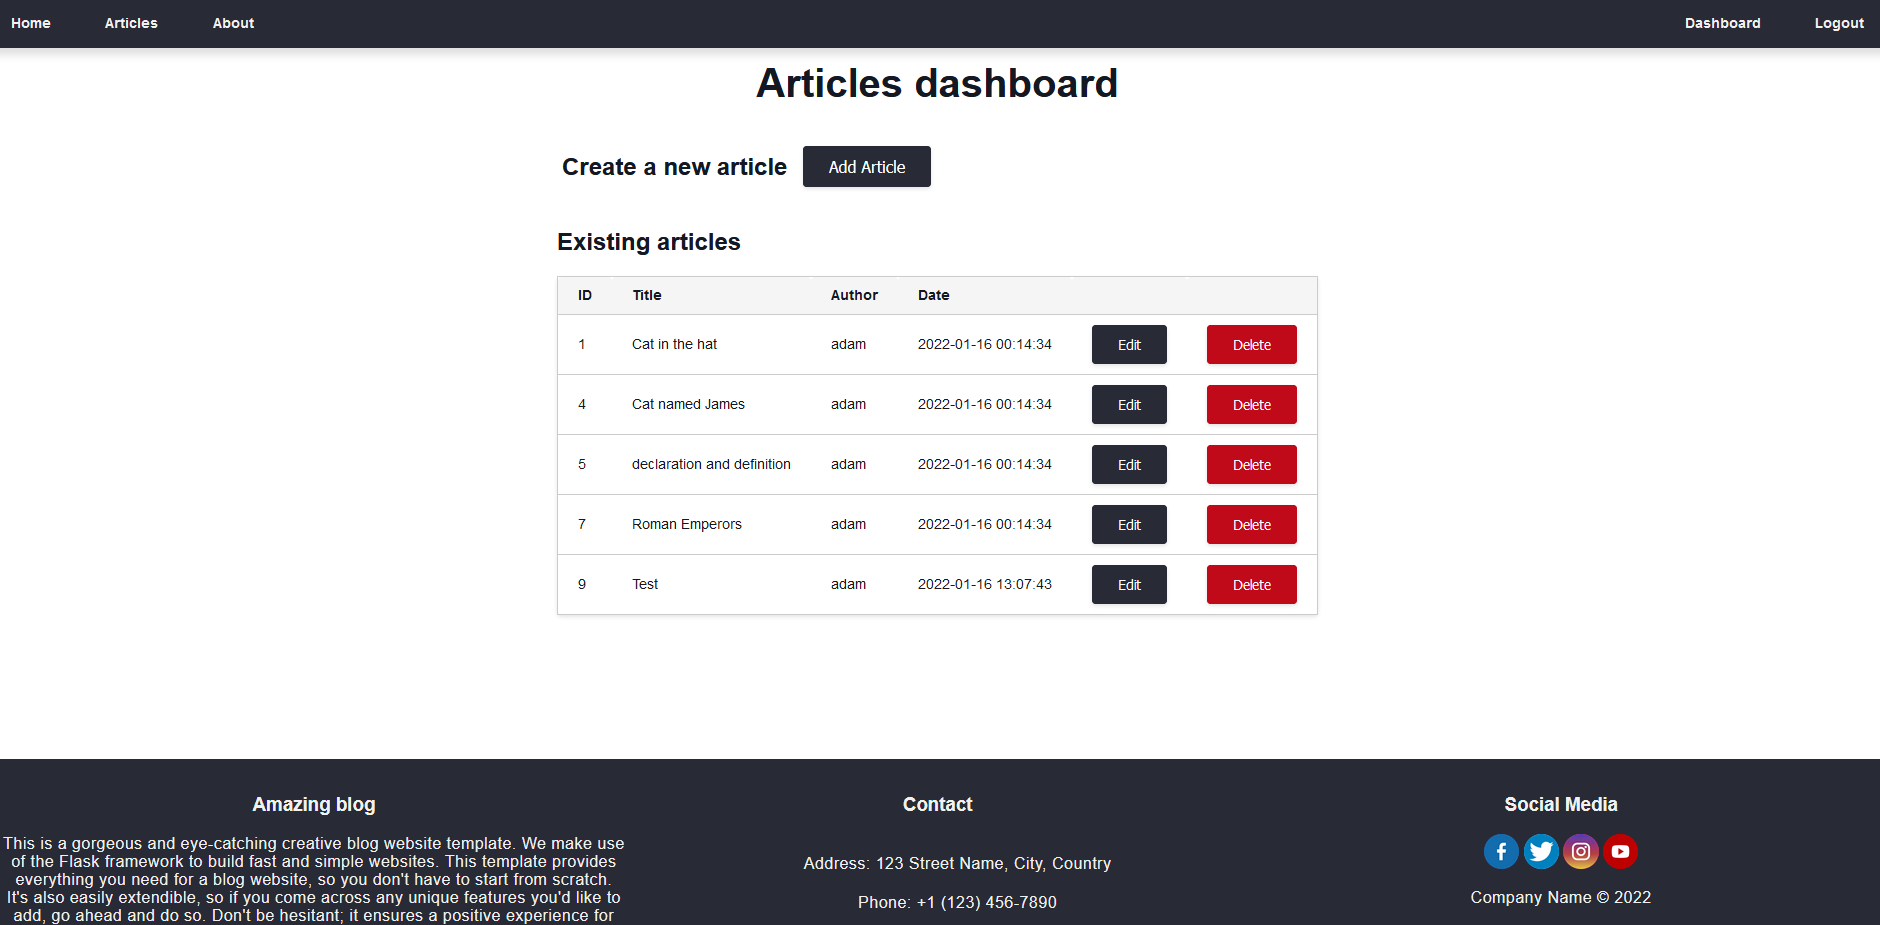 Home Articles About Dashboard Logout
Articles dashboard
Create a new article Add Article
Existing articles
ID Title Author Date
1 Cat in the hat adam 2022-01-16 00:14:34 Edit Delete
4 Cat named James adam 2022-01-16 00:14:34 Edit Delete
5 declaration and definition adam 2022-01-16 00:14:34 Edit Delete
7 Roman Emperors adam 2022-01-16 00:14:34 Edit Delete
9 Test adam 2022-01-16 13:07:43 Edit Delete
Amazing blog
This is a gorgeous and eye-catching creative blog website template. We make use
of the Flask framework to build fast and simple websites. This template provides
everything you need for a blog website, so you don't have to start from scratch.
It's also easily extendible, so if you come across any unique features you'd like to
add, go ahead and do so. Don't be hesitant; it ensures a positive experience for
Contact
Address: 123 Street Name, City, Country
Phone: +1 (123) 456-7890
Social Media
Company Name © 2022